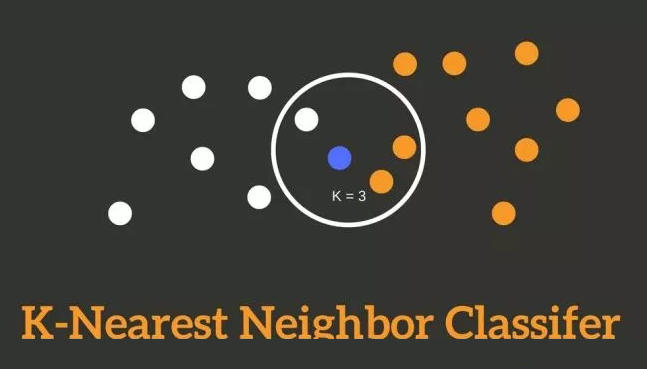 K = 3
K-Nearest Neighbor Classifer